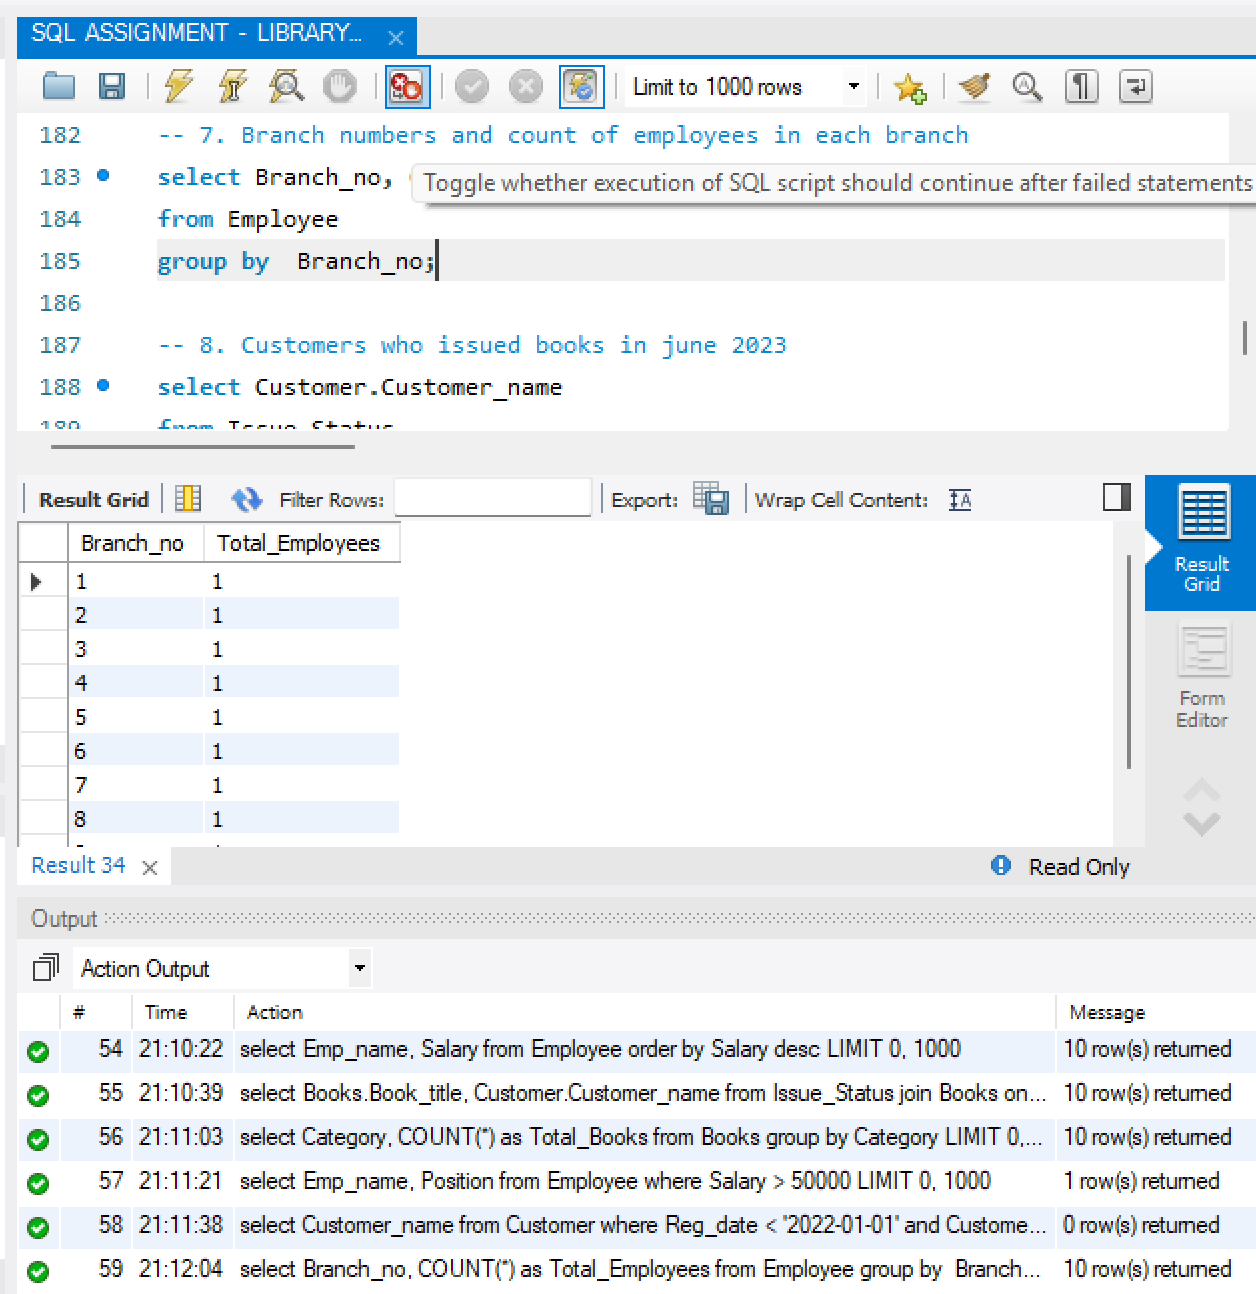 SQL ASSIGNMENT - LIBRARY...
Limit to 1000 rows
182 -- 7. Branch numbers and count of employees in each branch
183 select Branch_no,
Toggle whether execution of SQL script should continue after failed statements
184 from Employee
185 group by  Branch_no;
186
187 -- 8. Customers who issued books in june 2023
188 select Customer.Customer_name
189 from Issue_Status
Result Grid Filter Rows: Export: Wrap Cell Content:
Branch_no Total_Employees
1 1
2 1
3 1
4 1
5 1
6 1
7 1
8 1
Result Grid
Form Editor
Result 34 Read Only
Output
Action Output
# Time Action Message
54 21:10:22 select Emp_name, Salary from Employee order by Salary desc LIMIT 0, 1000 10 row(s) returned
55 21:10:39 select Books.Book_title, Customer.Customer_name from Issue_Status join Books on... 10 row(s) returned
56 21:11:03 select Category, COUNT(*) as Total_Books from Books group by Category LIMIT 0,... 10 row(s) returned
57 21:11:21 select Emp_name, Position from Employee where Salary > 50000 LIMIT 0, 1000 1 row(s) returned
58 21:11:38 select Customer_name from Customer where Reg_date < '2022-01-01' and Custome... 0 row(s) returned
59 21:12:04 select Branch_no, COUNT(*) as Total_Employees from Employee group by  Branch... 10 row(s) returned